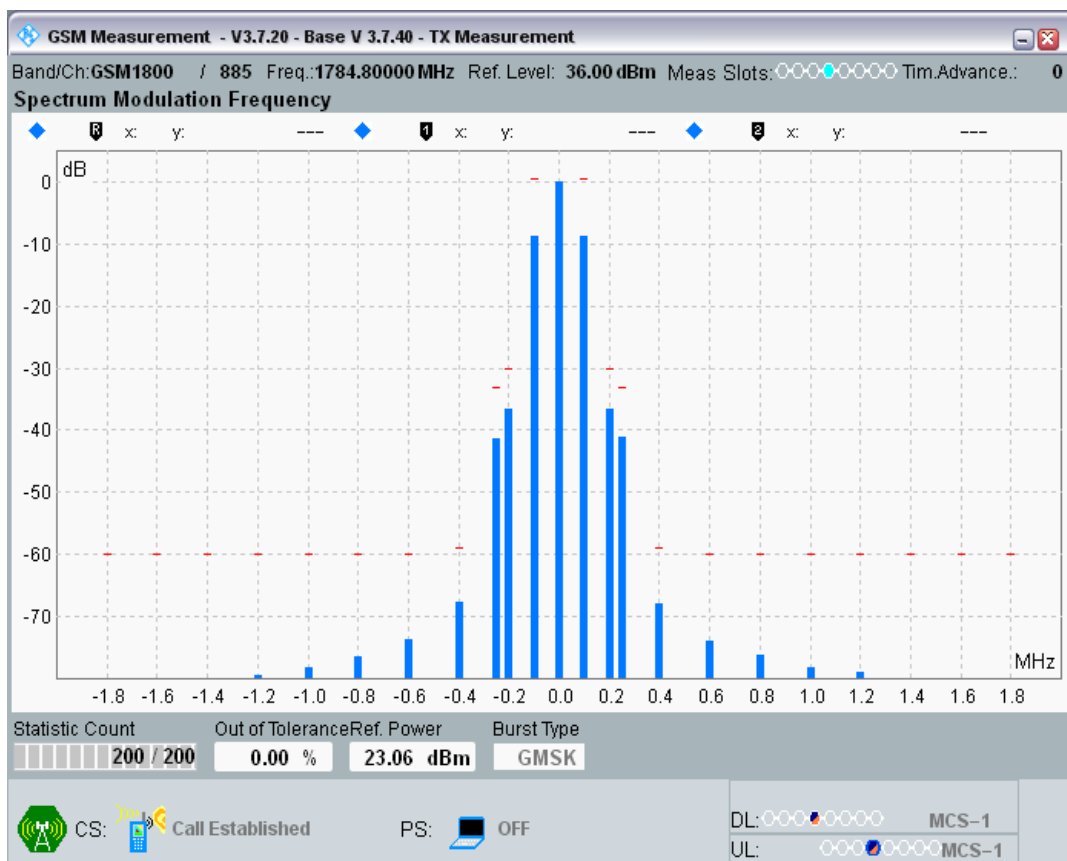 GSM Measurement - V3.7.20 - Base V 3.7.40 - TX Measurement
Band/Ch:GSM1800 / 885 Freq.:1784.80000 MHz Ref. Level: 36.00 dBm Meas Slots: Tim.Advance.: 0
Spectrum Modulation Frequency
R x: y: --- 1 x: y: --- 2 x: y: ---
dB
0
-10
-20
-30
-40
-50
-60
-70
MHz
-1.8 -1.6 -1.4 -1.2 -1.0 -0.8 -0.6 -0.4 -0.2 0.0 0.2 0.4 0.6 0.8 1.0 1.2 1.4 1.6 1.8
Statistic Count Out of Tolerance Ref. Power Burst Type
200 / 200 0.00 % 23.06 dBm GMSK
CS: Call Established PS: OFF
DL: MCS-1
UL: MCS-1